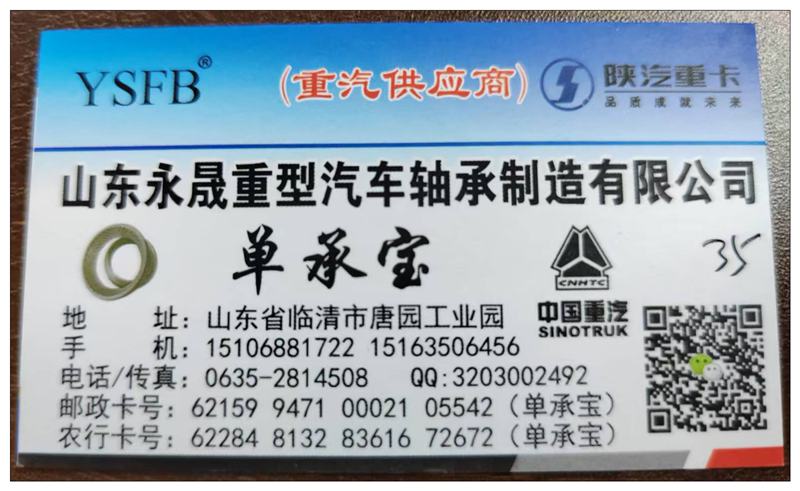 YSFB®
(重汽供应商)
陕汽重卡
品质成就未来
山东永晟重型汽车轴承制造有限公司
单承宝
CNHTC
35
中国重汽
SINOTRUK
地 址：山东省临清市唐园工业园
手 机：15106881722 15163506456
电话/传真：0635-2814508 QQ:3203002492
邮政卡号：62159 9471 00021 05542（单承宝）
农行卡号：62284 8132 83616 72672（单承宝）